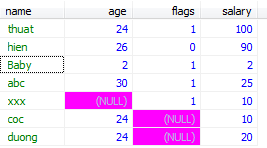 name age flags salary
thuat 24 1 100
hien 26 0 90
Baby 2 1 2
abc 30 1 25
xxx (NULL) 1 10
coc 24 (NULL) 10
duong 24 (NULL) 20